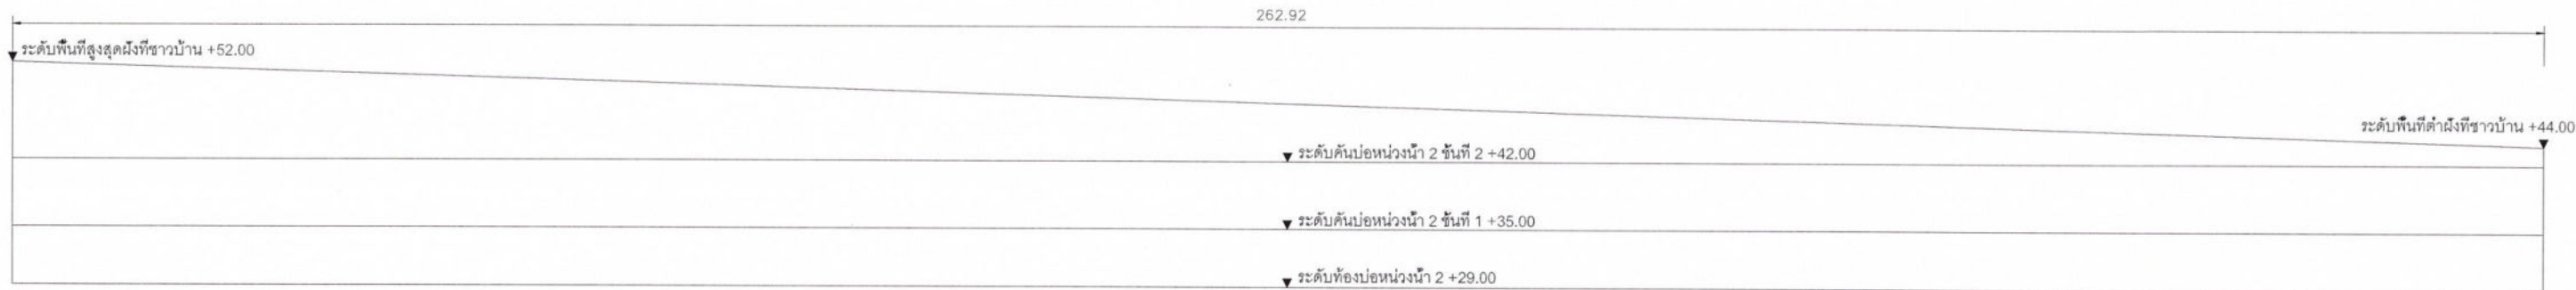 262.92
ระดับพื้นที่สูงสุดฝั่งที่ชาวบ้าน +52.00
ระดับพื้นที่ต่ำฝั่งที่ชาวบ้าน +44.00
ระดับคันบ่อหน่วงน้ำ 2 ชั้นที่ 2 +42.00
ระดับคันบ่อหน่วงน้ำ 2 ชั้นที่ 1 +35.00
ระดับท้องบ่อหน่วงน้ำ 2 +29.00